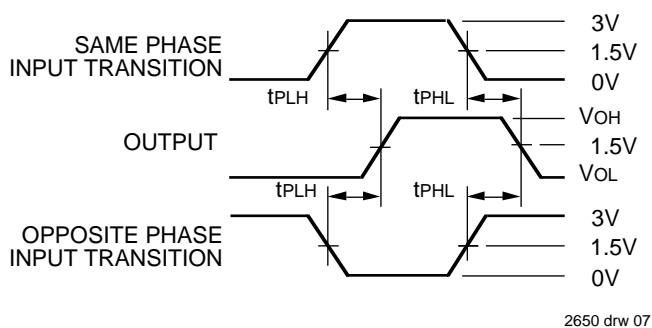 SAME PHASE
INPUT TRANSITION
3V
1.5V
0V
tPLH
tPHL
OUTPUT
VOH
1.5V
VOL
tPLH
tPHL
OPPOSITE PHASE
INPUT TRANSITION
3V
1.5V
0V
2650 drw 07